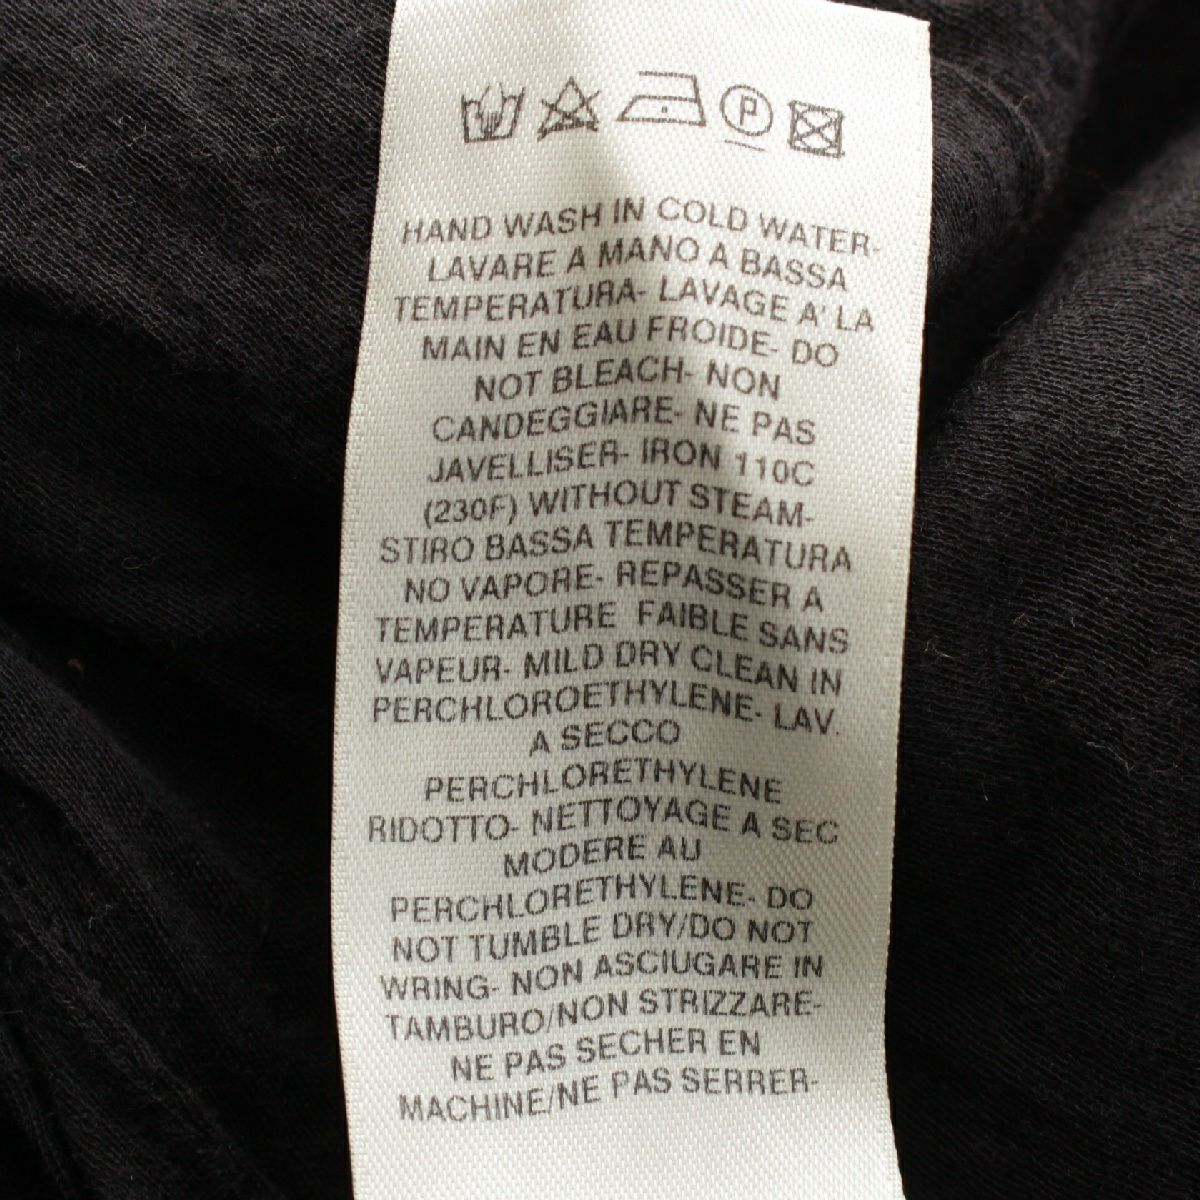 P
HAND WASH IN COLD WATER-
LAVARE A MANO A BASSA
TEMPERATURA- LAVAGE A' LA
MAIN EN EAU FROIDE- DO
NOT BLEACH- NON
CANDEGGIARE- NE PAS
JAVELLISER- IRON 110C
(230F) WITHOUT STEAM-
STIRO BASSA TEMPERATURA
NO VAPORE- REPASSER A
TEMPERATURE FAIBLE SANS
VAPEUR- MILD DRY CLEAN IN
PERCHLOROETHYLENE- LAV.
A SECCO
PERCHLORETHYLENE
RIDOTTO- NETTOYAGE A SEC
MODERE AU
PERCHLORETHYLENE- DO
NOT TUMBLE DRY/DO NOT
WRING- NON ASCIUGARE IN
TAMBURO/NON STRIZZARE-
NE PAS SECHER EN
MACHINE/NE PAS SERRER-